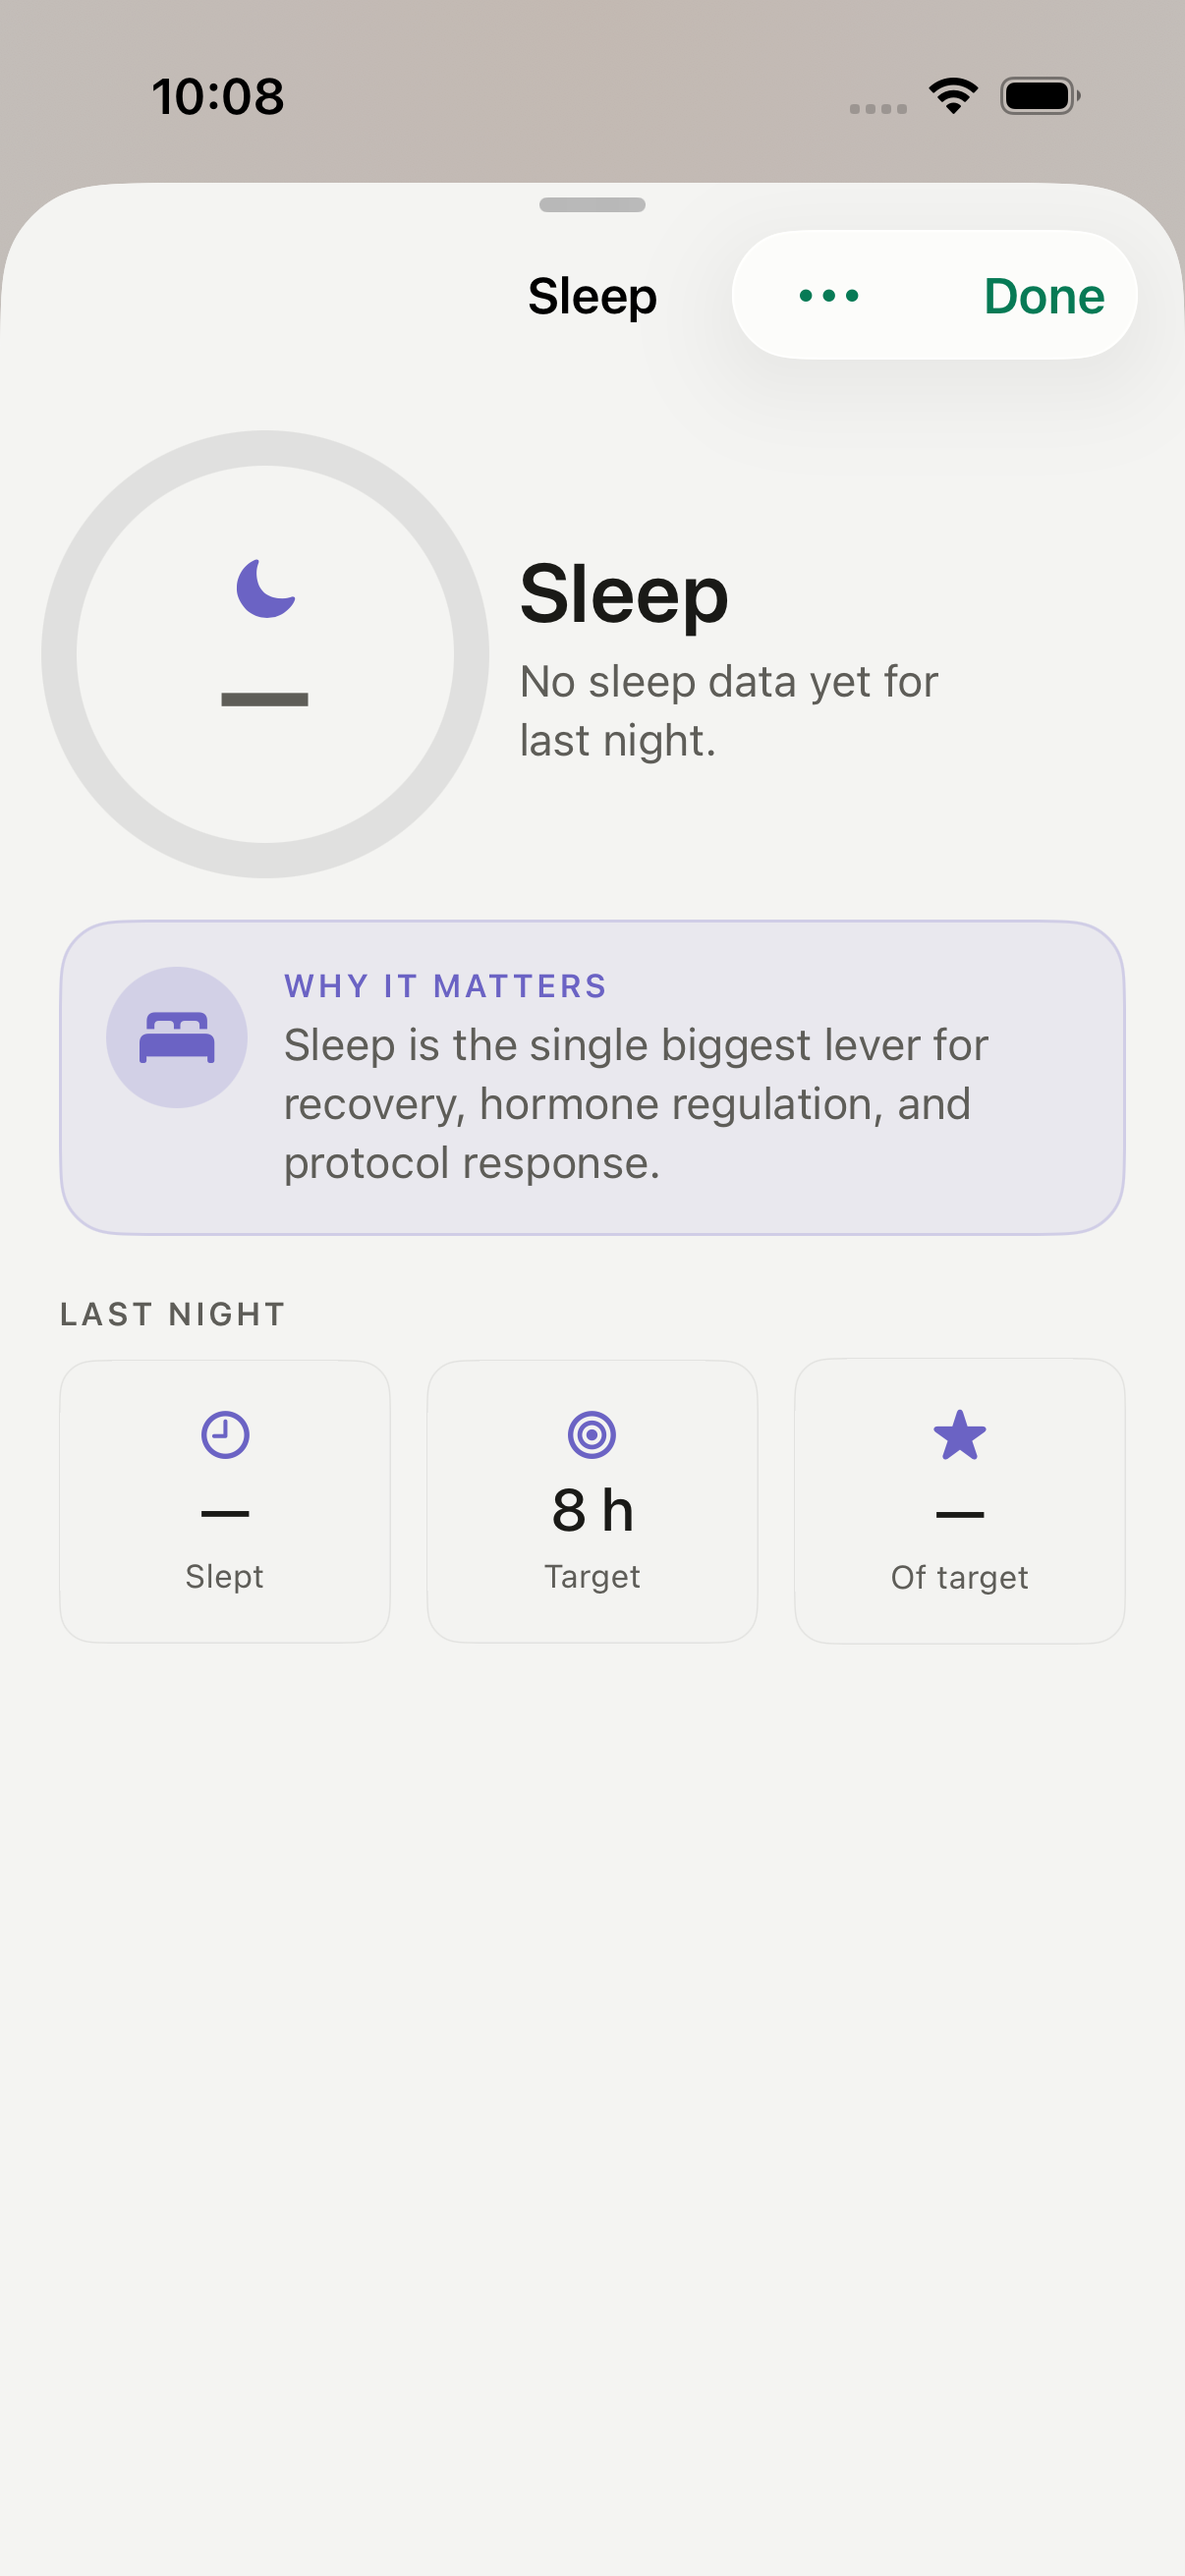 10:08
Sleep
Done
—
Sleep
No sleep data yet for
last night.
WHY IT MATTERS
Sleep is the single biggest lever for
recovery, hormone regulation, and
protocol response.
LAST NIGHT
—
8 h
—
Slept
Target
Of target